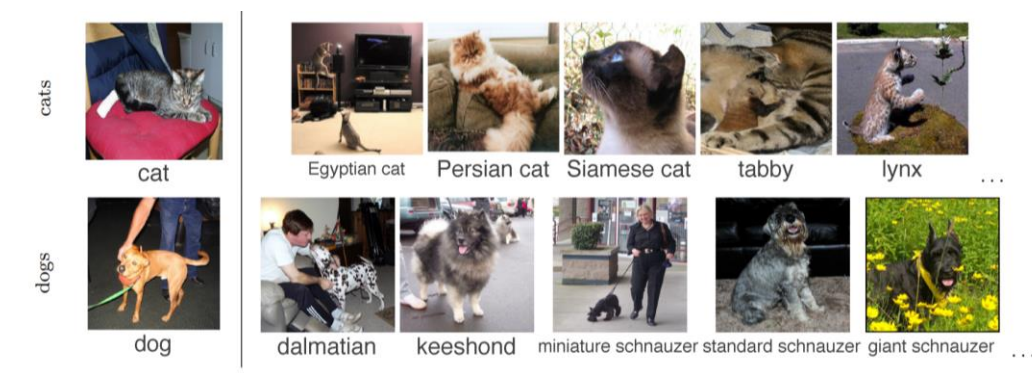 cats
cat
Egyptian cat
Persian cat
Siamese cat
tabby
lynx
...
dogs
dog
dalmatian
keeshond
miniature schnauzer
standard schnauzer
giant schnauzer
...